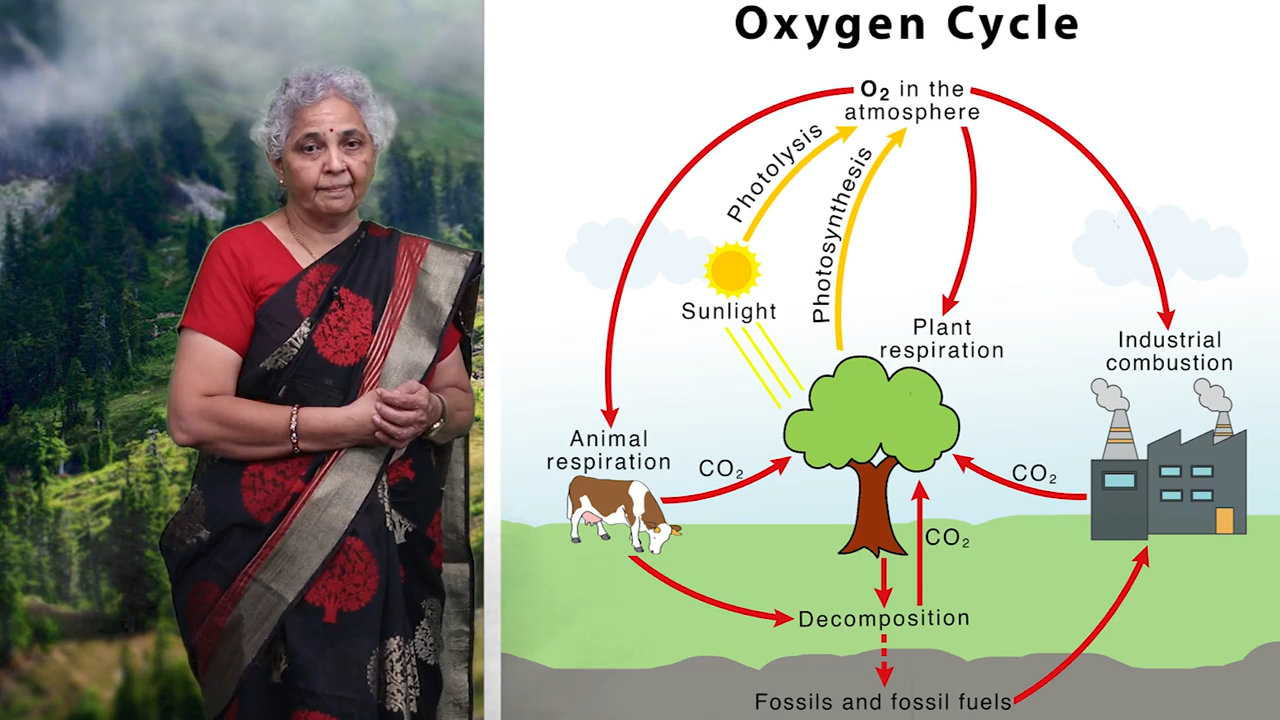 Oxygen Cycle
O₂ in the
atmosphere
Photolysis
Photosynthesis
Sunlight
Plant
respiration
Industrial
combustion
Animal
respiration
CO₂
CO₂
CO₂
Decomposition
Fossils and fossil fuels